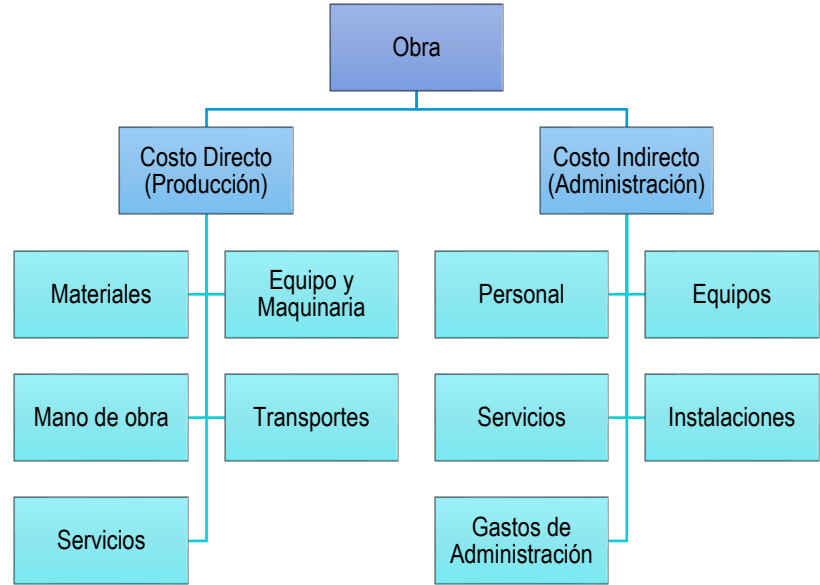 Obra
Costo Directo
(Producción)
Costo Indirecto
(Administración)
Materiales
Equipo y
Maquinaria
Personal
Equipos
Mano de obra
Transportes
Servicios
Instalaciones
Servicios
Gastos de
Administración